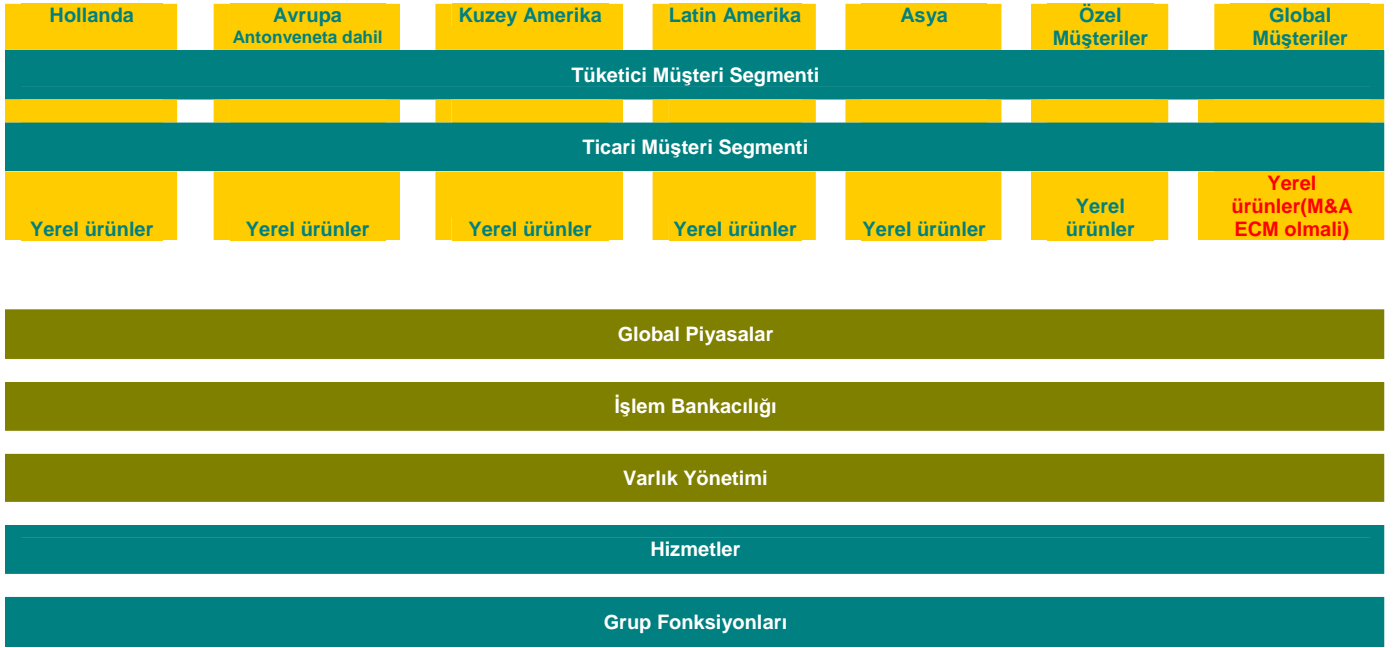 Hollanda
Avrupa
Antonveneta dahil
Kuzey Amerika
Latin Amerika
Asya
Özel
Müşteriler
Global
Müşteriler
Tüketici Müşteri Segmenti
Ticari Müşteri Segmenti
Yerel ürünler
Yerel ürünler
Yerel ürünler
Yerel ürünler
Yerel ürünler
Yerel
ürünler
Yerel
ürünler(M&A
ECM olmali)
Global Piyasalar
İşlem Bankacılığı
Varlık Yönetimi
Hizmetler
Grup Fonksiyonları